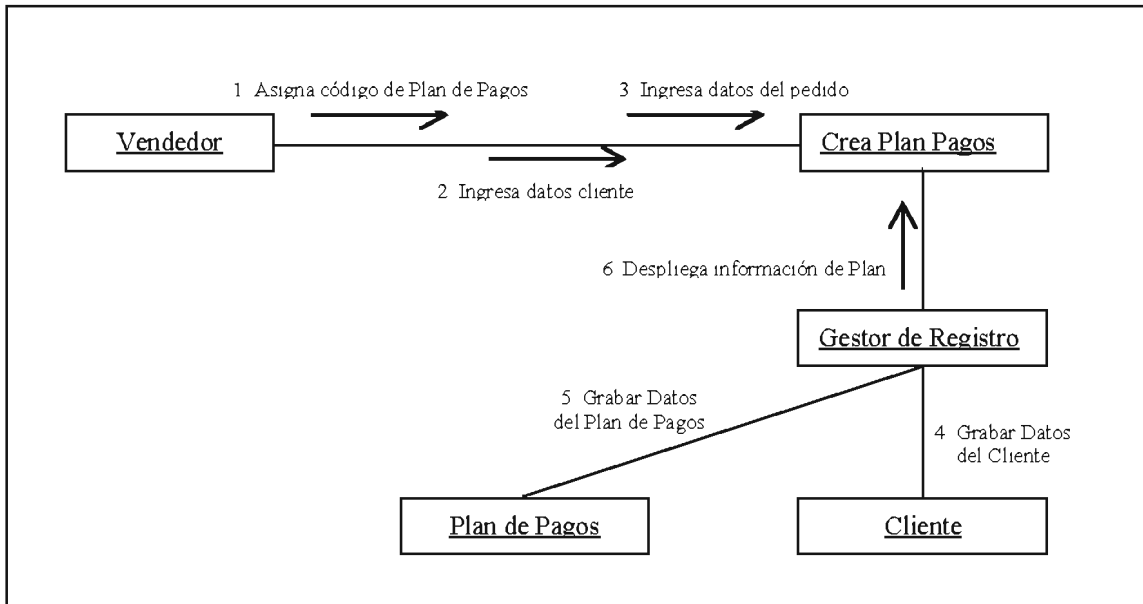 1 Asigna código de Plan de Pagos
3 Ingresa datos del pedido
Vendedor
Crea Plan Pagos
2 Ingresa datos cliente
6 Despliega información de Plan
Gestor de Registro
5 Grabar Datos
del Plan de Pagos
4 Grabar Datos
del Cliente
Plan de Pagos
Cliente